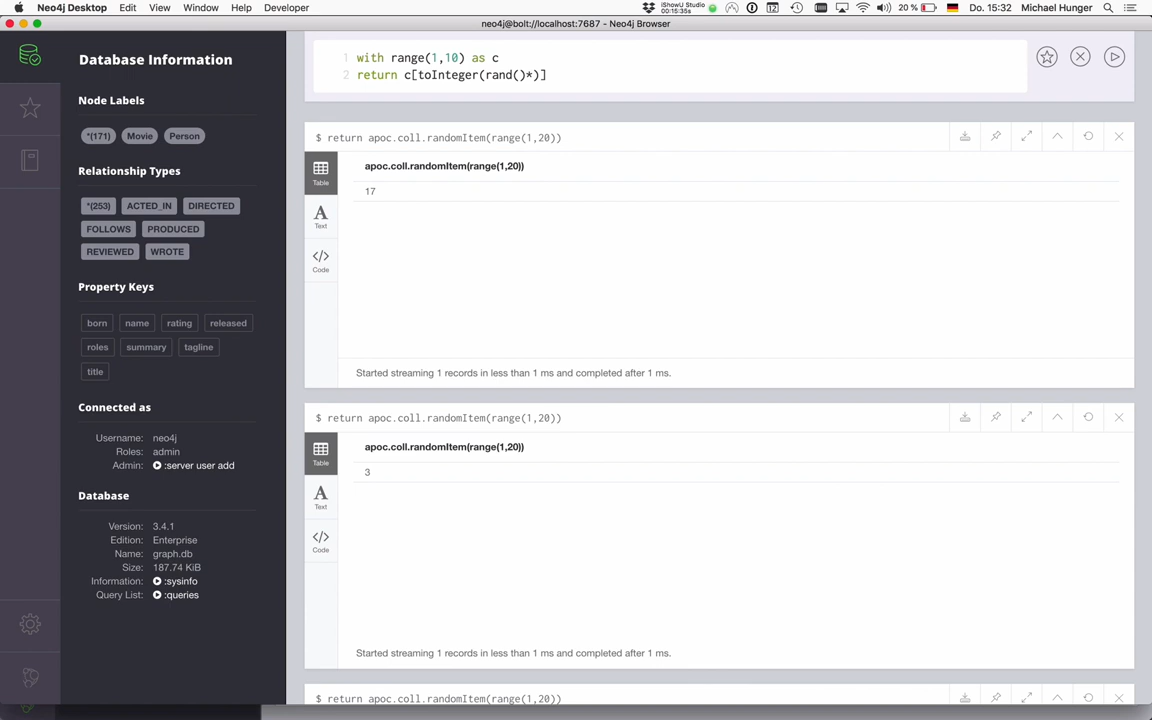 Neo4j Desktop Edit View Window Help Developer iShowU Studio 00:15:35s 12 20 % Do. 15:32 Michael Hunger
neo4j@bolt://localhost:7687 - Neo4j Browser
Database Information
Node Labels
*(171) Movie Person
Relationship Types
*(253) ACTED_IN DIRECTED
FOLLOWS PRODUCED
REVIEWED WROTE
Property Keys
born name rating released
roles summary tagline
title
Connected as
Username: neo4j
Roles: admin
Admin: :server user add
Database
Version: 3.4.1
Edition: Enterprise
Name: graph.db
Size: 187.74 KiB
Information: :sysinfo
Query List: :queries
1 with range(1,10) as c
2 return c[toInteger(rand()*)]
$ return apoc.coll.randomItem(range(1,20))
Table
Text
Code
apoc.coll.randomItem(range(1,20))
17
Started streaming 1 records in less than 1 ms and completed after 1 ms.
$ return apoc.coll.randomItem(range(1,20))
Table
Text
Code
apoc.coll.randomItem(range(1,20))
3
Started streaming 1 records in less than 1 ms and completed after 1 ms.
$ return apoc.coll.randomItem(range(1,20))